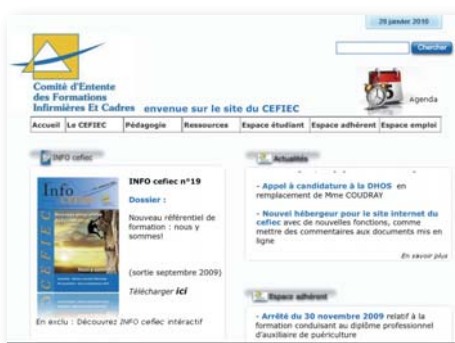 29 janvier 2010
Chercher
Comité d'Entente
des Formations
Infirmières Et Cadres
envenue sur le site du CEFIEC
05
Agenda
Accueil Le CEFIEC Pédagogie Ressources Espace étudiant Espace adhérent Espace emploi
INFO cefiec
Info
CEFIEC
INFO cefiec n°19
Dossier :
Nouveau référentiel de
formation : nous y
sommes!
(sortie septembre 2009)
Télécharger ici
En exclu : Découvrez INFO cefiec intéractif
Actualités
- Appel à candidature à la DHOS en
remplacement de Mme COUDRAY
- Nouvel hébergeur pour le site internet du
cefiec avec de nouvelles fonctions, comme
mettre des commentaires aux documents mis en
ligne
En savoir plus
Espace adhérent
- Arrêté du 30 novembre 2009 relatif à la
formation conduisant au diplôme professionnel
d'auxiliaire de puériculture